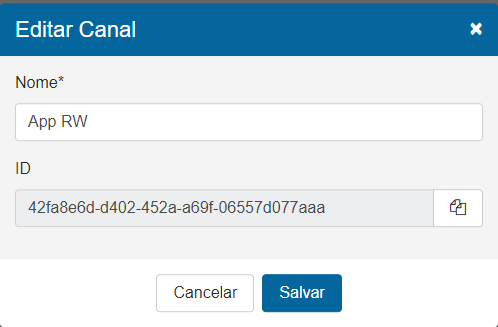 Editar Canal
Nome*
App RW
ID
42fa8e6d-d402-452a-a69f-06557d077aaa
Cancelar Salvar